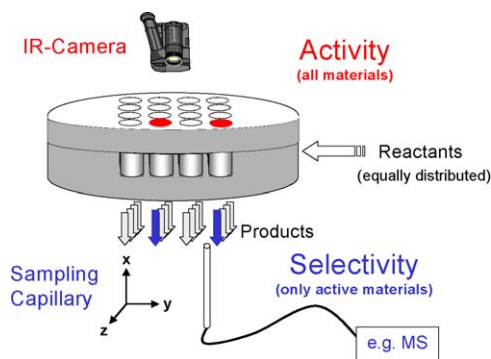 IR-Camera
Activity
(all materials)
Reactants
(equally distributed)
Products
Sampling
Capillary
x
y
z
Selectivity
(only active materials)
e.g. MS